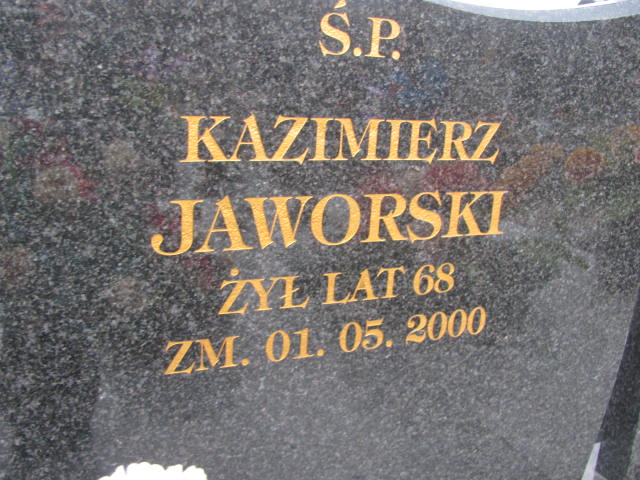 Ś.P.
KAZIMIERZ
JAWORSKI
ŻYŁ LAT 68
ZM. 01. 05. 2000